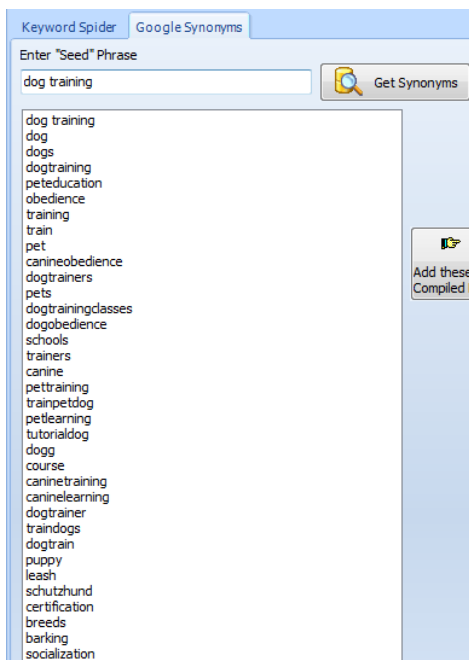 Keyword Spider Google Synonyms
Enter "Seed" Phrase
dog training Get Synonyms
dog training
dog
dogs
dogtraining
peteducation
obedience
training
train
pet
canineobedience
dogtrainers
pets
dogtrainingclasses
dogobedience
schools
trainers
canine
pettraining
trainpetdog
petlearning
tutorialdog
dogg
course
caninetraining
caninelearning
dogtrainer
traindogs
dogtrain
puppy
leash
schutzhund
certification
breeds
barking
socialization
Add these
Compiled